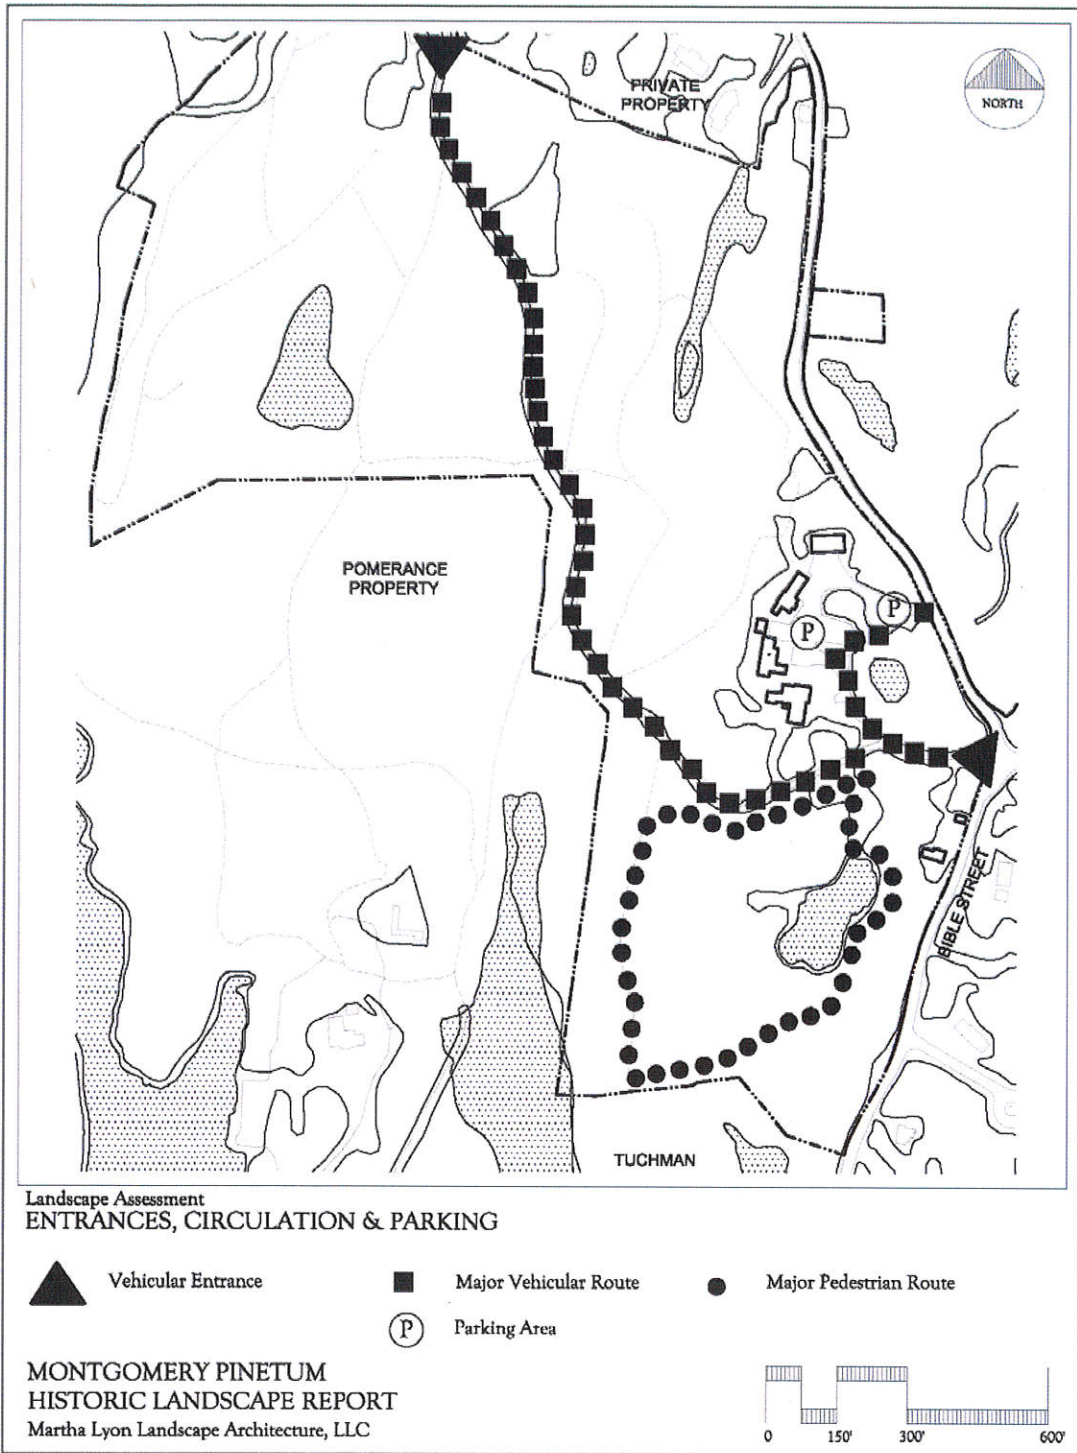 PRIVATE
PROPERTY
NORTH
POMERANCE
PROPERTY
P
P
BIBLE STREET
TUCHMAN
Landscape Assessment
ENTRANCES, CIRCULATION & PARKING
Vehicular Entrance
Major Vehicular Route
Major Pedestrian Route
P Parking Area
MONTGOMERY PINETUM
HISTORIC LANDSCAPE REPORT
Martha Lyon Landscape Architecture, LLC
0 150' 300' 600'